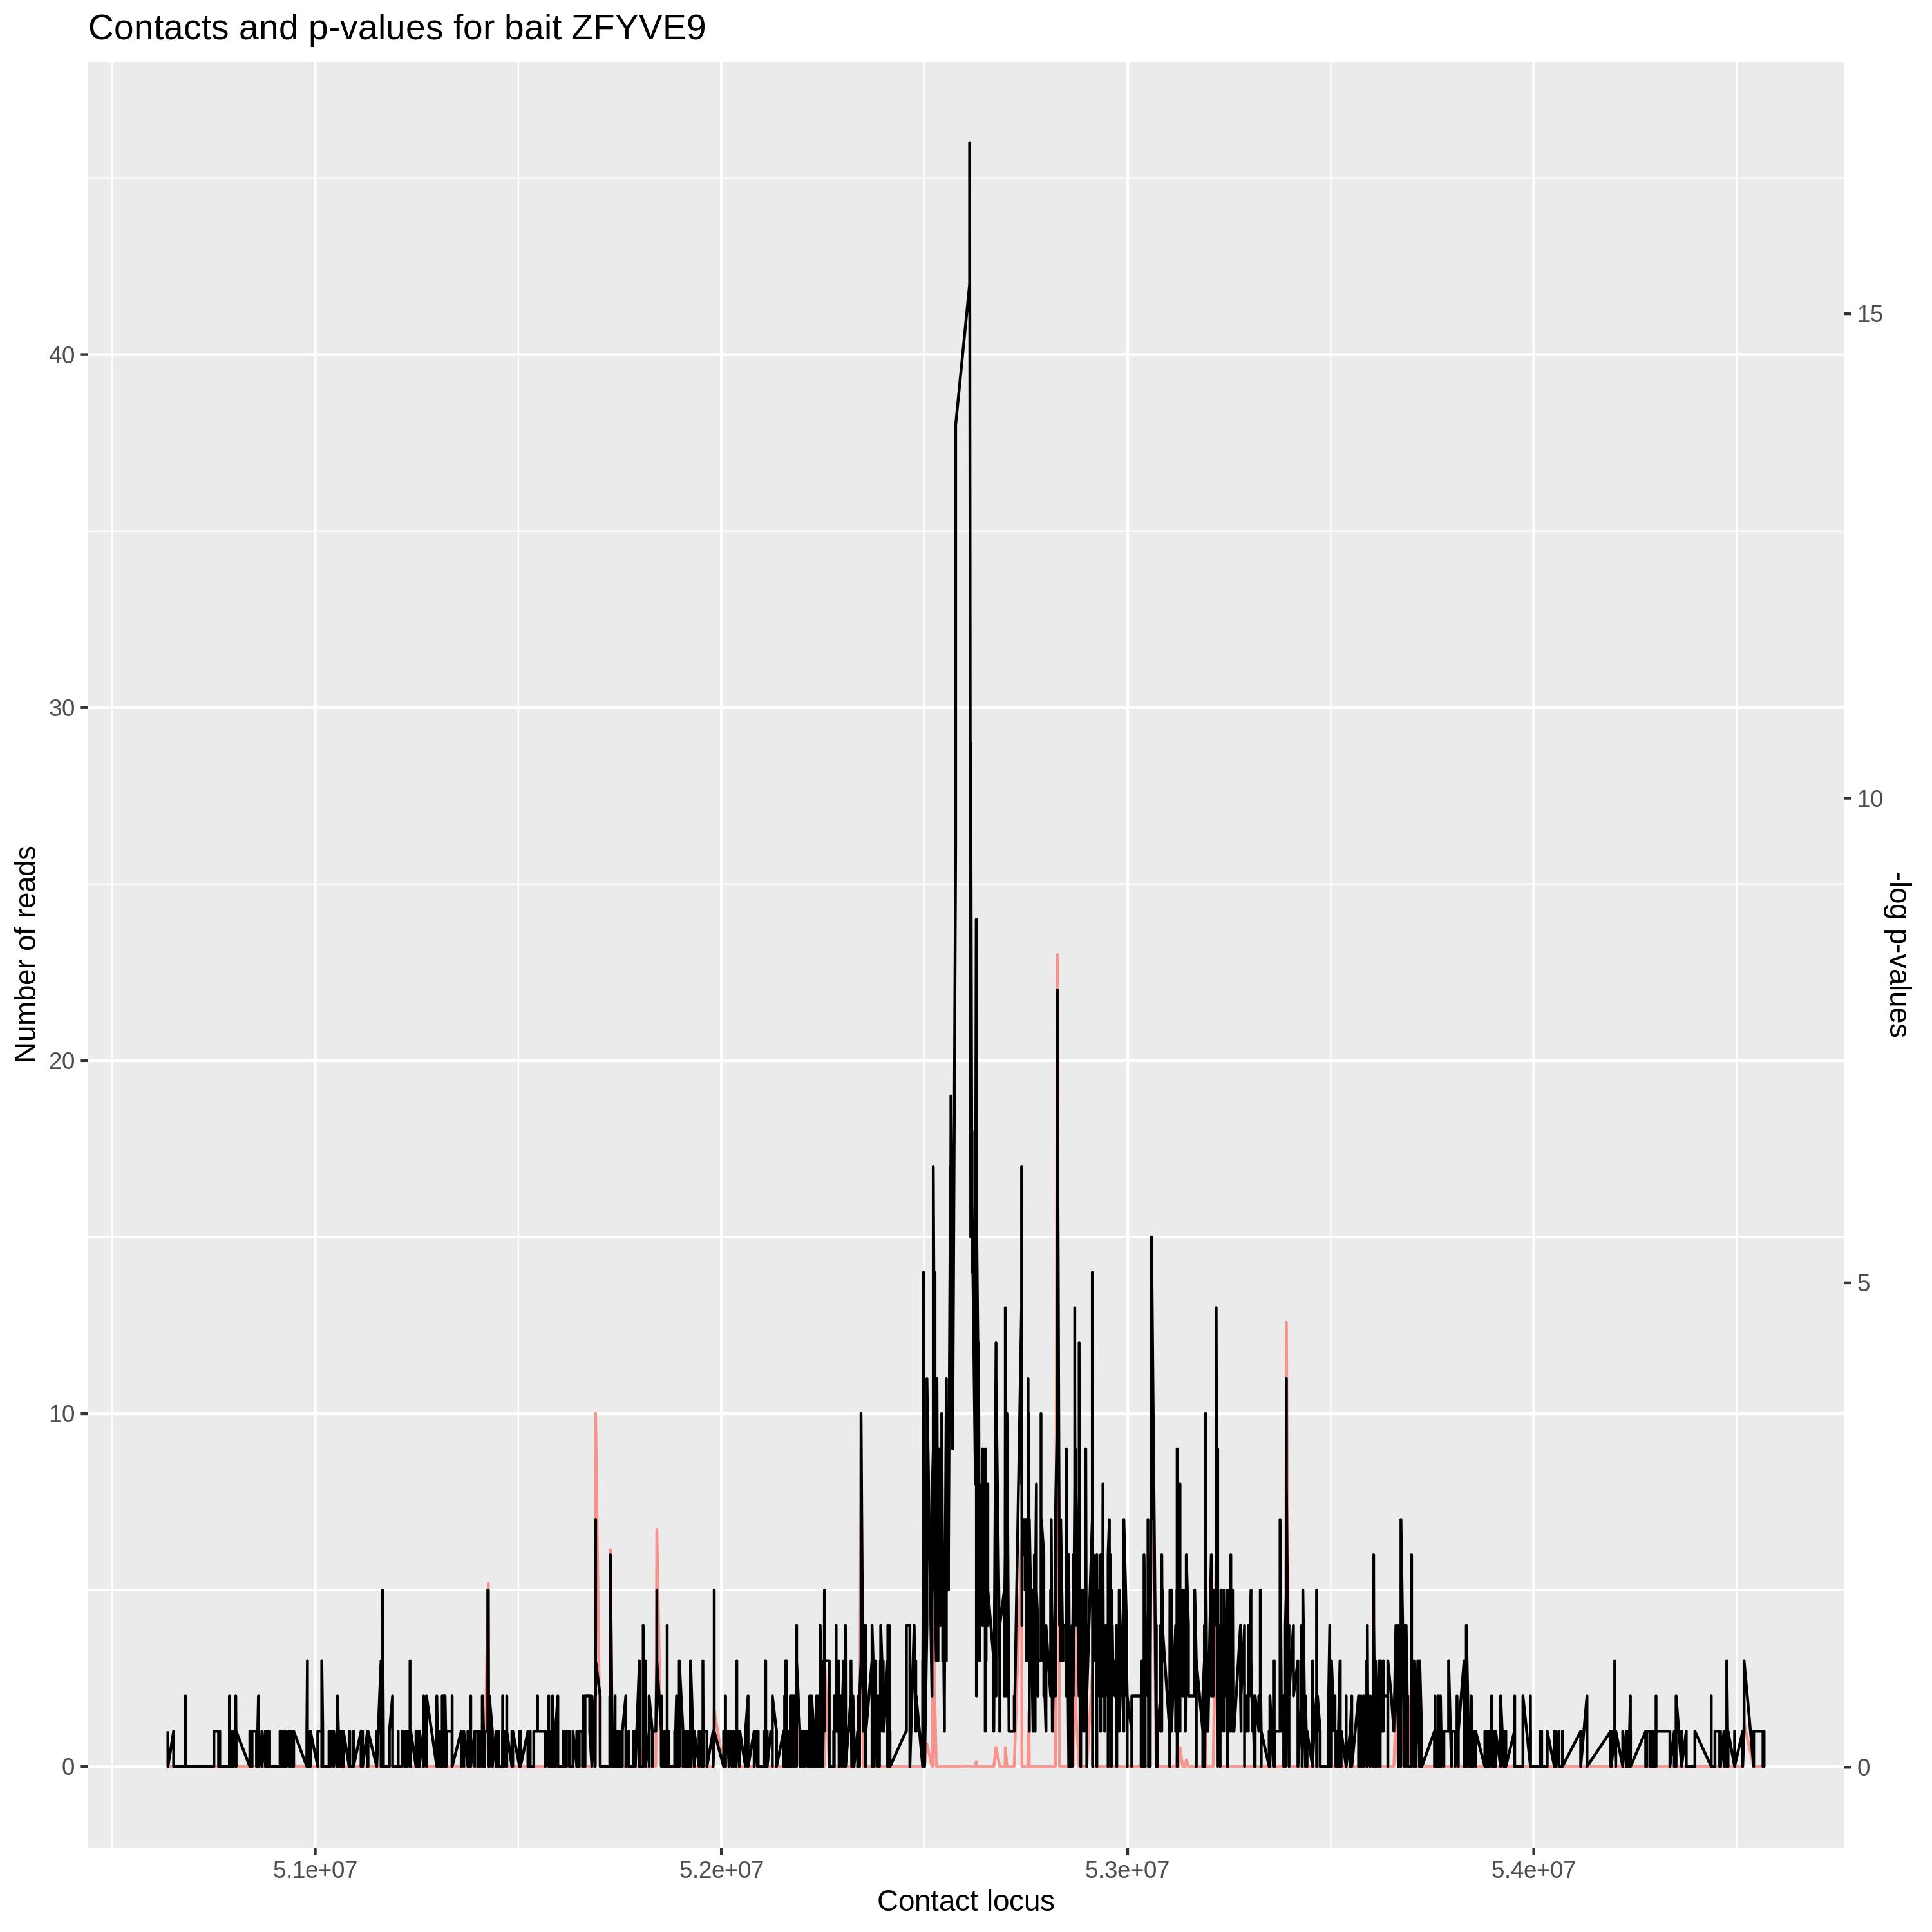 Contacts and p-values for bait ZFYVE9
40
30
20
10
0
Number of reads
15
10
5
0
-log p-values
5.1e+07
5.2e+07
5.3e+07
5.4e+07
Contact locus